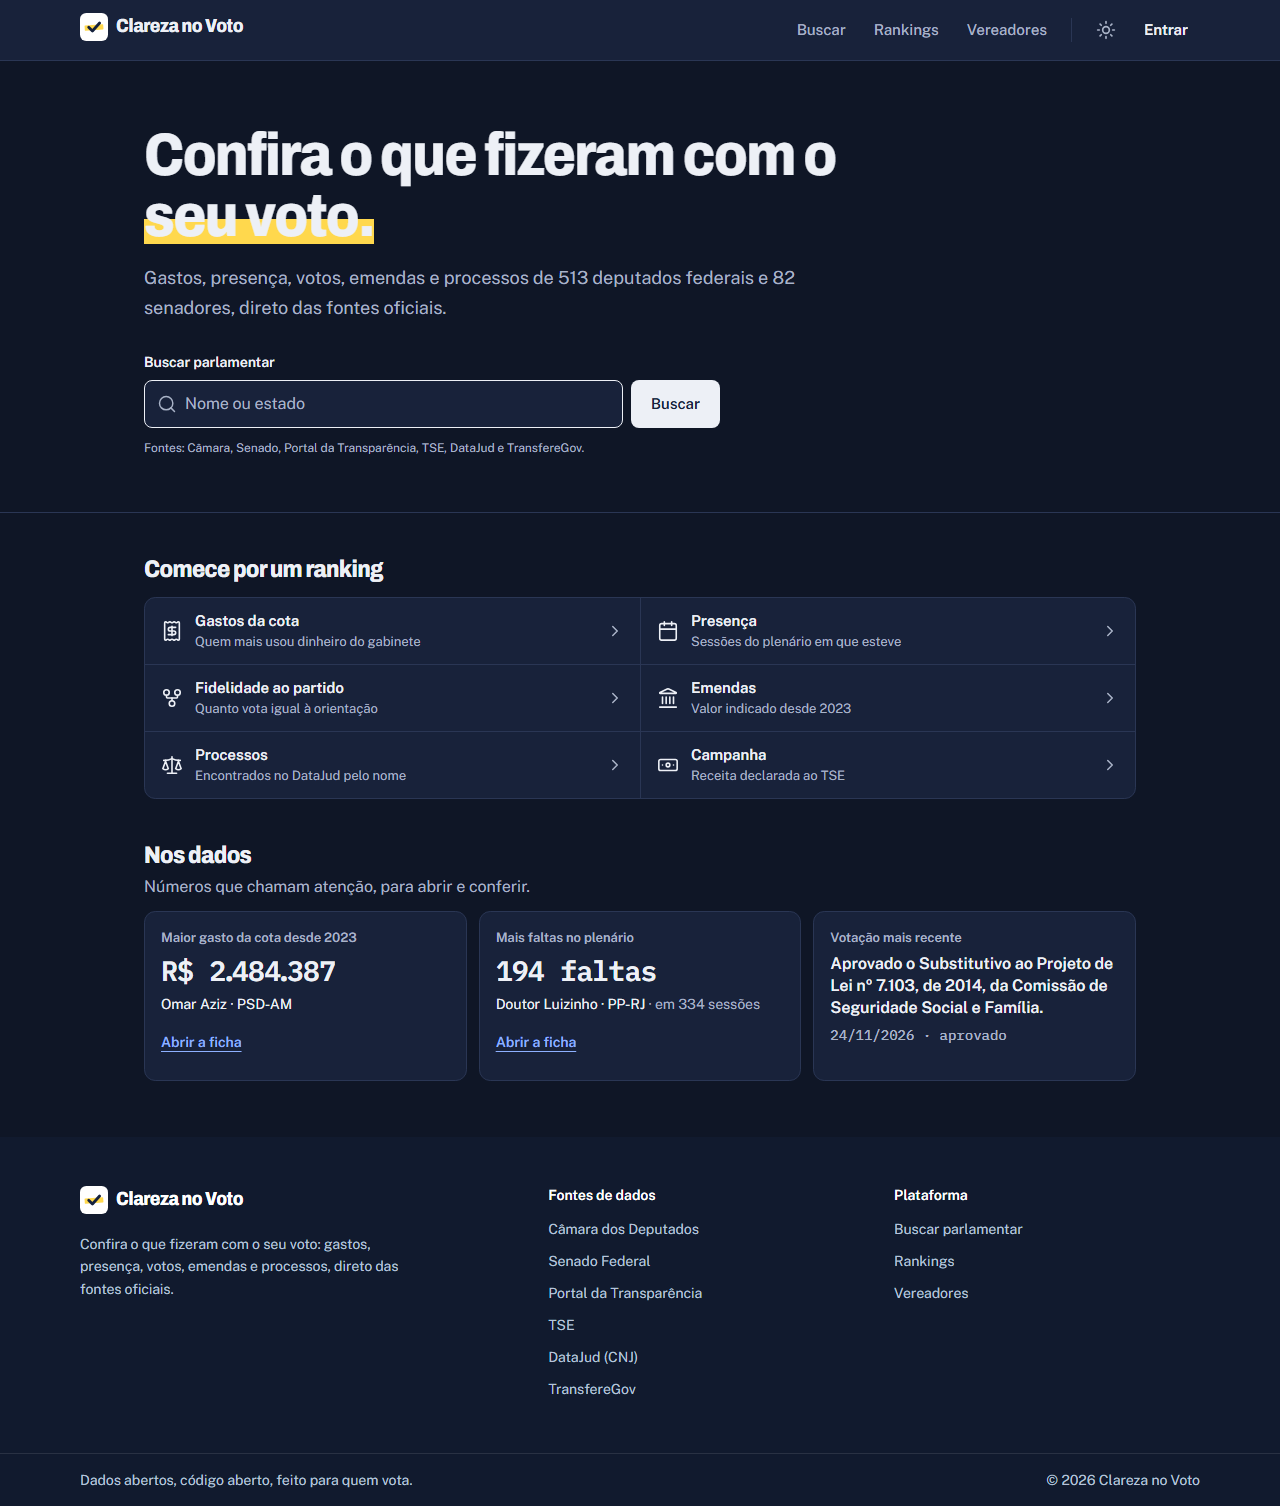 Clareza no Voto
Buscar
Rankings
Vereadores
Entrar
Confira o que fizeram com o
seu voto.
Gastos, presença, votos, emendas e processos de 513 deputados federais e 82
senadores, direto das fontes oficiais.
Buscar parlamentar
Nome ou estado
Buscar
Fontes: Câmara, Senado, Portal da Transparência, TSE, DataJud e TransfereGov.
Comece por um ranking
Gastos da cota
Quem mais usou dinheiro do gabinete
Presença
Sessões do plenário em que esteve
Fidelidade ao partido
Quanto vota igual à orientação
Emendas
Valor indicado desde 2023
Processos
Encontrados no DataJud pelo nome
Campanha
Receita declarada ao TSE
Nos dados
Números que chamam atenção, para abrir e conferir.
Maior gasto da cota desde 2023
R$ 2.484.387
Omar Aziz · PSD-AM
Abrir a ficha
Mais faltas no plenário
194 faltas
Doutor Luizinho · PP-RJ · em 334 sessões
Abrir a ficha
Votação mais recente
Aprovado o Substitutivo ao Projeto de
Lei nº 7.103, de 2014, da Comissão de
Seguridade Social e Família.
24/11/2026 · aprovado
Clareza no Voto
Confira o que fizeram com o seu voto: gastos,
presença, votos, emendas e processos, direto das
fontes oficiais.
Fontes de dados
Câmara dos Deputados
Senado Federal
Portal da Transparência
TSE
DataJud (CNJ)
TransfereGov
Plataforma
Buscar parlamentar
Rankings
Vereadores
Dados abertos, código aberto, feito para quem vota.
© 2026 Clareza no Voto